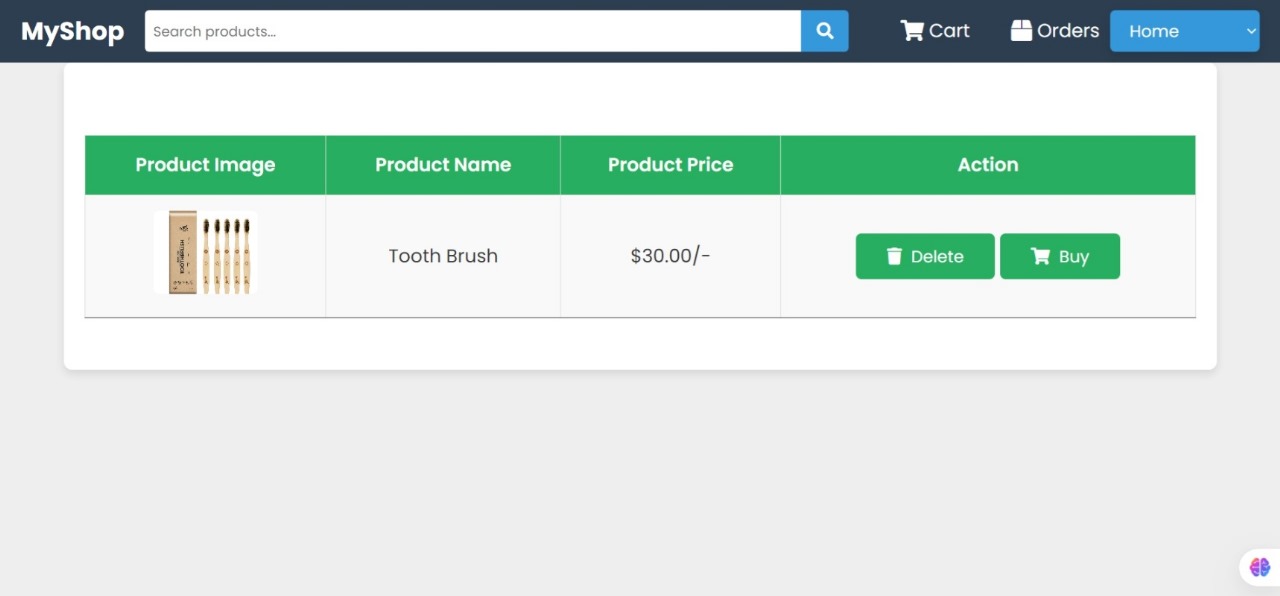 MyShop Search products... Cart Orders Home
Product Image Product Name Product Price Action
Tooth Brush $30.00/- Delete Buy